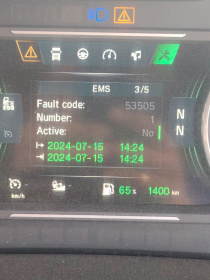 EMS 3/5
Fault code: 53505
Number: 1
Active: No
2024-07-15 14:24
2024-07-15 14:24
N
N
km/h
65 % 1400 km